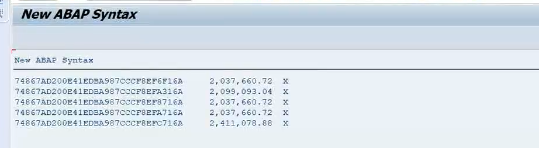 New ABAP Syntax
New ABAP Syntax
74867AD200E41EDBA987CCCF8EF6F16A 2,037,660.72 X
74867AD200E41EDBA987CCCF8EFA316A 2,099,093.04 X
74867AD200E41EDBA987CCCF8EF8716A 2,037,660.72 X
74867AD200E41EDBA987CCCF8EFA716A 2,037,660.72 X
74867AD200E41EDBA987CCCF8EFC716A 2,411,078.88 X